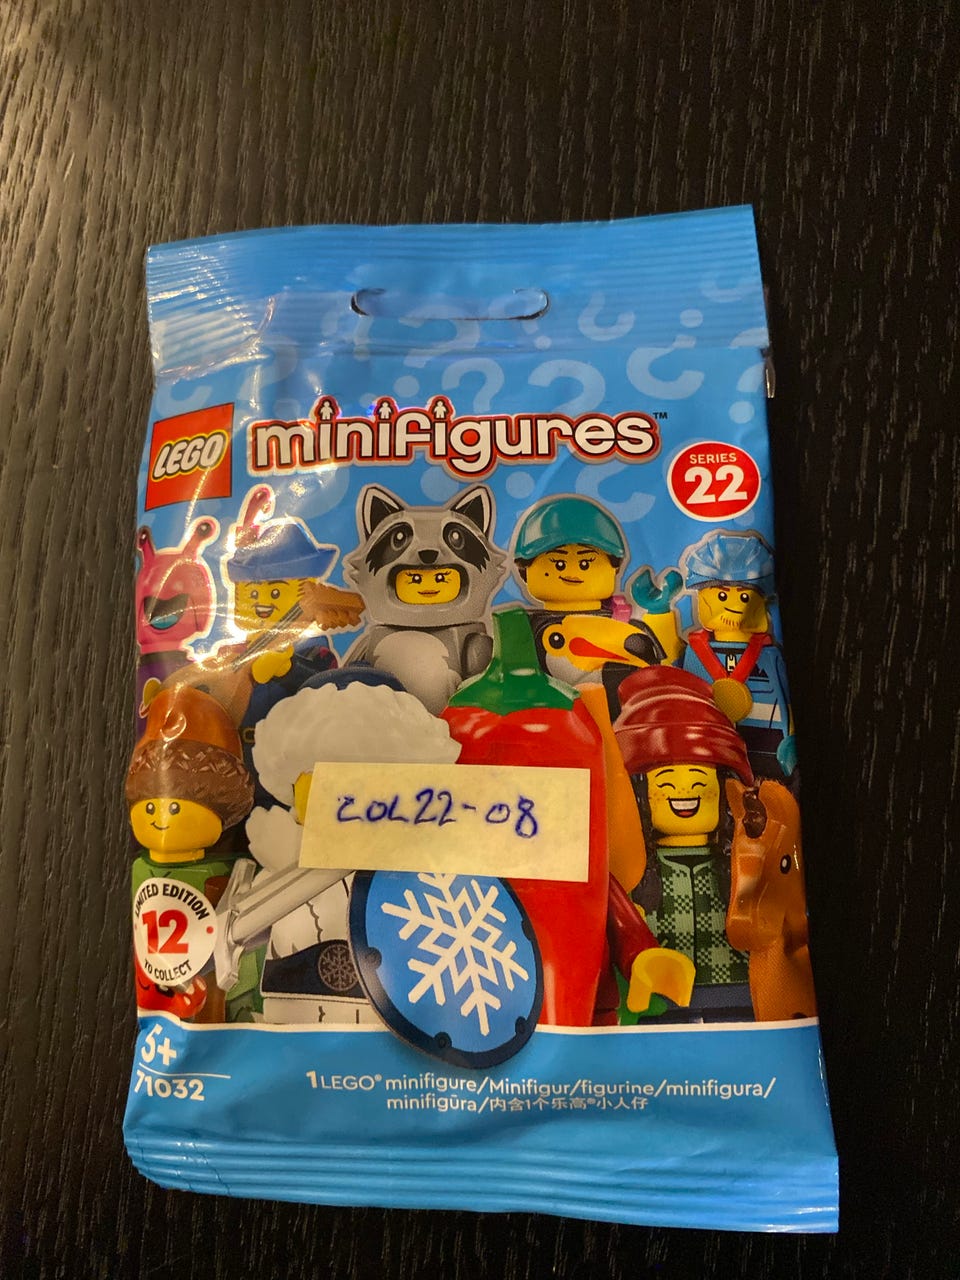 LEGO
minifigures™
SERIES
22
COL22-08
LIMITED EDITION
12
TO COLLECT
5+
71032
1 LEGO® minifigure/Minifigur/figurine/minifigura/
minifigūra/内含1个乐高®小人仔